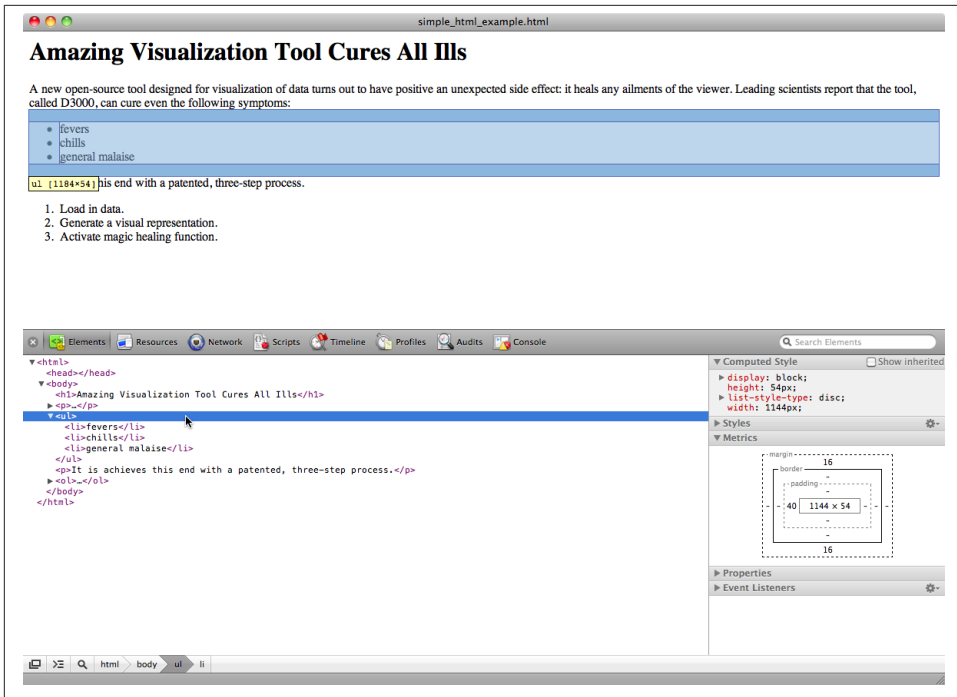 simple_html_example.html
Amazing Visualization Tool Cures All Ills
A new open-source tool designed for visualization of data turns out to have positive an unexpected side effect: it heals any ailments of the viewer. Leading scientists report that the tool,
called D3000, can cure even the following symptoms:
• fevers
• chills
• general malaise
ul [1184×54] his end with a patented, three-step process.
1. Load in data.
2. Generate a visual representation.
3. Activate magic healing function.
Elements Resources Network Scripts Timeline Profiles Audits Console Search Elements
▼<html>
<head></head>
▼<body>
<h1>Amazing Visualization Tool Cures All Ills</h1>
▶<p>…</p>
▼<ul>
<li>fevers</li>
<li>chills</li>
<li>general malaise</li>
</ul>
<p>It is achieves this end with a patented, three-step process.</p>
▶<ol>…</ol>
</body>
</html>
▼Computed Style Show inherited
▶display: block;
height: 54px;
▶list-style-type: disc;
width: 1144px;
▶Styles
▼Metrics
margin 16
border -
padding -
- - 40 1144 × 54 - - -
-
-
16
▶Properties
▶Event Listeners
html body ul li